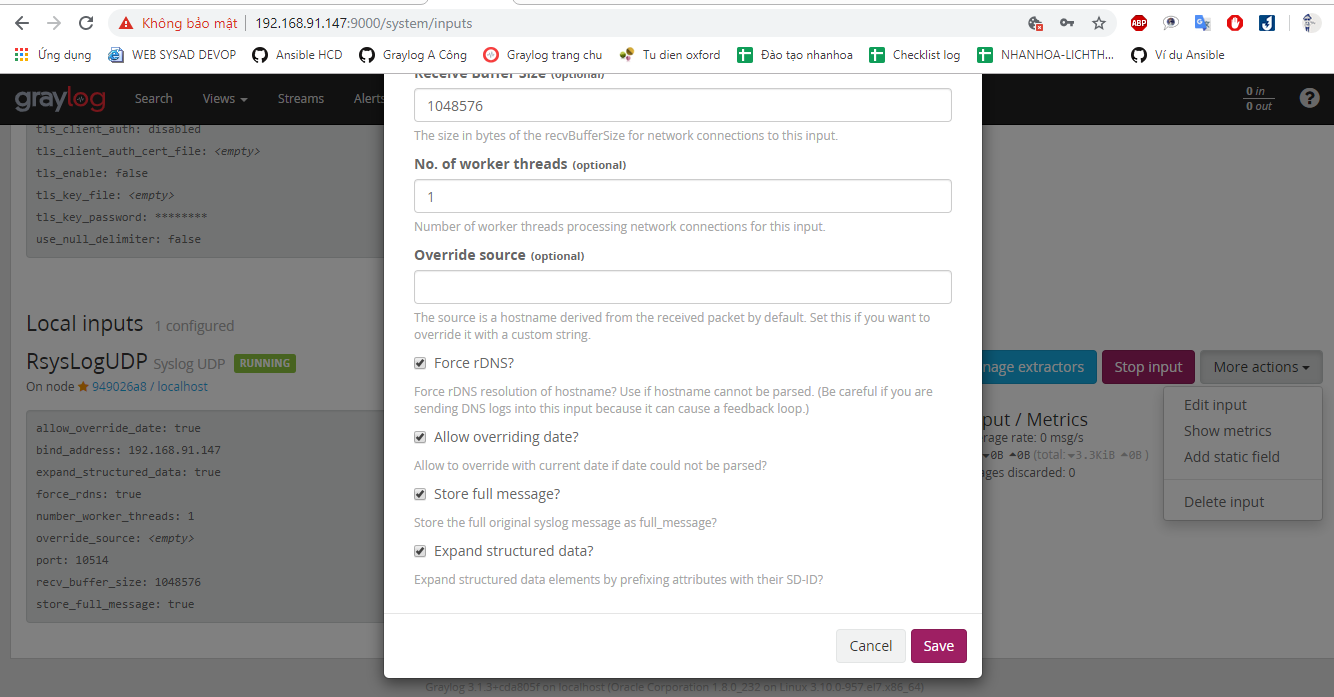 Không bảo mật 192.168.91.147:9000/system/inputs
ABP
Ứng dụng WEB SYSAD DEVOP Ansible HCD Graylog A Công Graylog trang chu Tu dien oxford Đào tạo nhanhoa Checklist log NHANHOA-LICHTH... Ví dụ Ansible
graylog Search Views Streams Alerts 0 in
0 out ?
tls_client_auth: disabled
tls_client_auth_cert_file: <empty>
tls_enable: false
tls_key_file: <empty>
tls_key_password: ********
use_null_delimiter: false
Local inputs 1 configured
RsysLogUDP Syslog UDP RUNNING
On node 949026a8 / localhost
allow_override_date: true
bind_address: 192.168.91.147
expand_structured_data: true
force_rdns: true
number_worker_threads: 1
override_source: <empty>
port: 10514
recv_buffer_size: 1048576
store_full_message: true
Receive Buffer Size (optional)
1048576
The size in bytes of the recvBufferSize for network connections to this input.
No. of worker threads (optional)
1
Number of worker threads processing network connections for this input.
Override source (optional)
The source is a hostname derived from the received packet by default. Set this if you want to
override it with a custom string.
Force rDNS?
Force rDNS resolution of hostname? Use if hostname cannot be parsed. (Be careful if you are
sending DNS logs into this input because it can cause a feedback loop.)
Allow overriding date?
Allow to override with current date if date could not be parsed?
Store full message?
Store the full original syslog message as full_message?
Expand structured data?
Expand structured data elements by prefixing attributes with their SD-ID?
Cancel Save
nage extractors Stop input More actions
Edit input
Show metrics
Add static field
Delete input
put / Metrics
rage rate: 0 msg/s
0B 0B (total: 3.3KiB 0B )
ages discarded: 0
Graylog 3.1.3+cda805f on localhost (Oracle Corporation 1.8.0_232 on Linux 3.10.0-957.el7.x86_64)